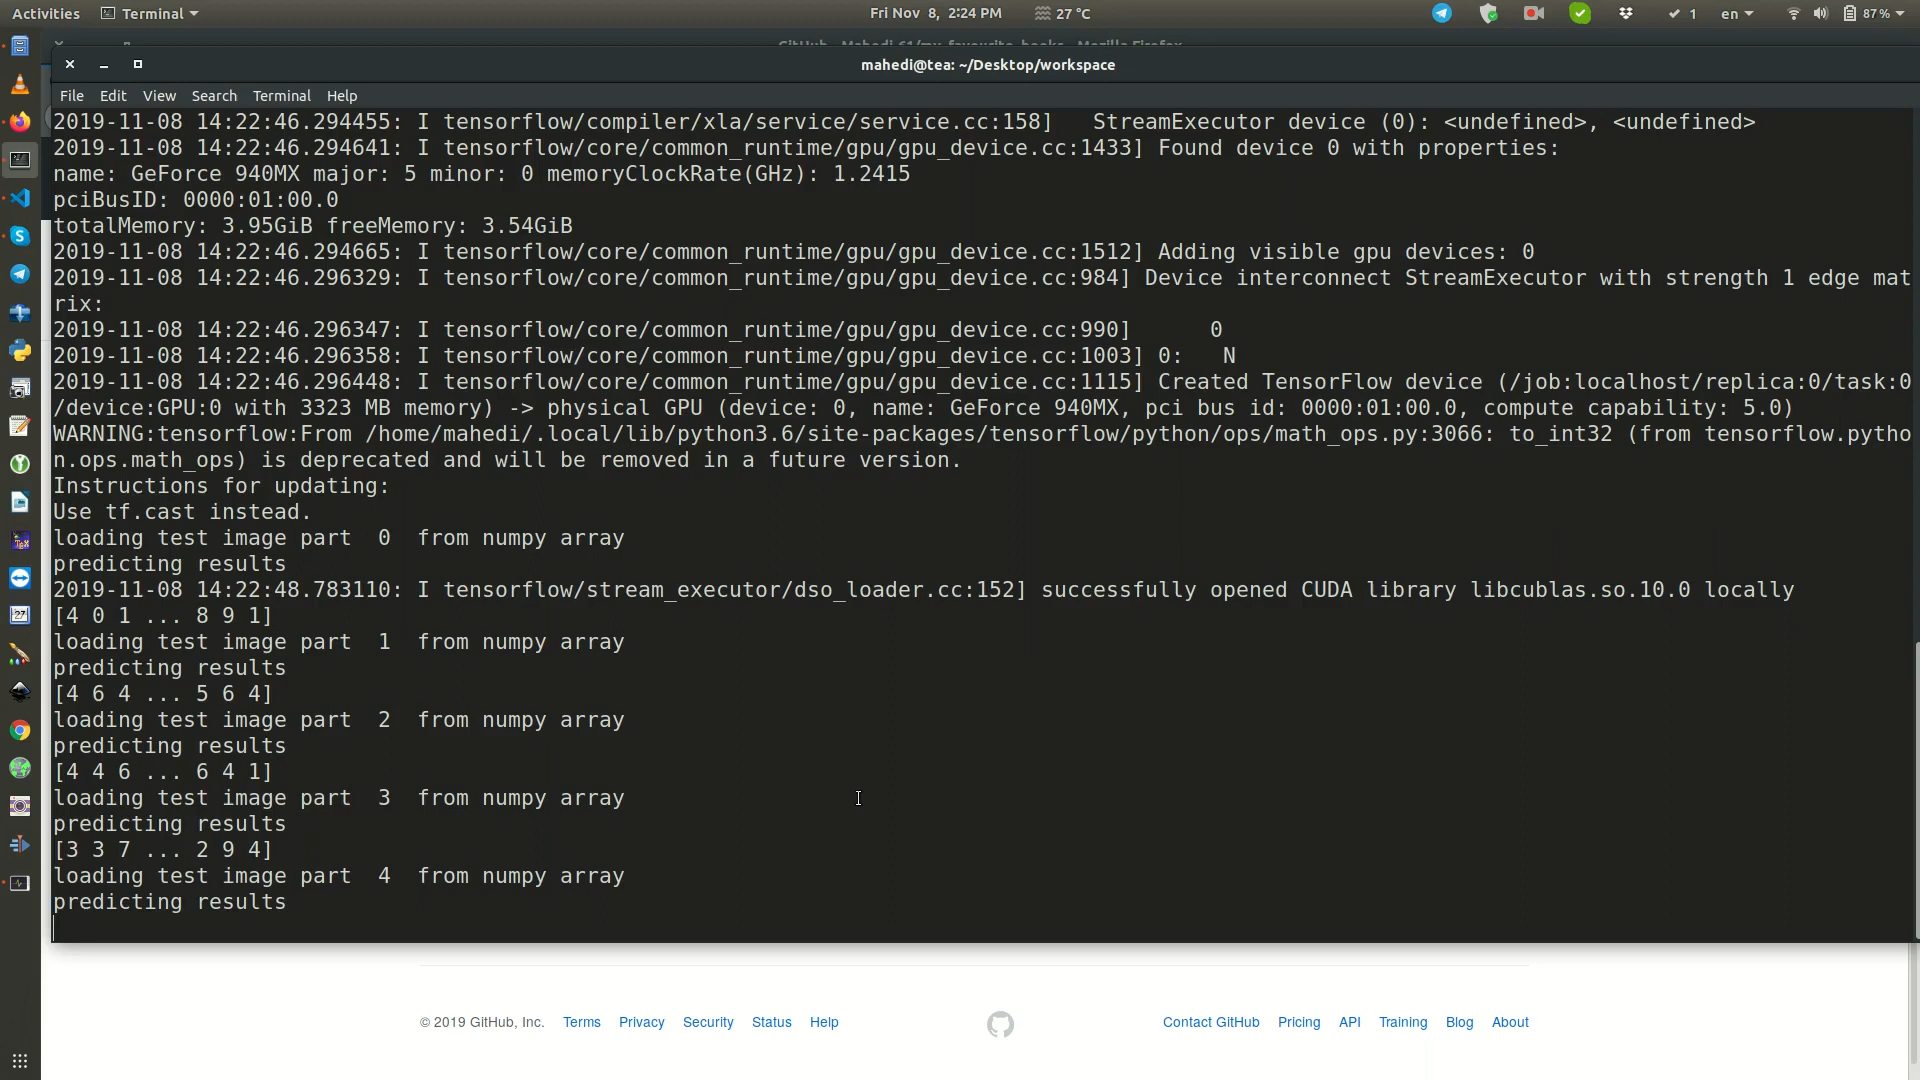 Activities Terminal Fri Nov 8, 2:24 PM 27 °C 1 en 87%
mahedi@tea: ~/Desktop/workspace
File Edit View Search Terminal Help
2019-11-08 14:22:46.294455: I tensorflow/compiler/xla/service/service.cc:158]   StreamExecutor device (0): <undefined>, <undefined>
2019-11-08 14:22:46.294641: I tensorflow/core/common_runtime/gpu/gpu_device.cc:1433] Found device 0 with properties:
name: GeForce 940MX major: 5 minor: 0 memoryClockRate(GHz): 1.2415
pciBusID: 0000:01:00.0
totalMemory: 3.95GiB freeMemory: 3.54GiB
2019-11-08 14:22:46.294665: I tensorflow/core/common_runtime/gpu/gpu_device.cc:1512] Adding visible gpu devices: 0
2019-11-08 14:22:46.296329: I tensorflow/core/common_runtime/gpu/gpu_device.cc:984] Device interconnect StreamExecutor with strength 1 edge mat
rix:
2019-11-08 14:22:46.296347: I tensorflow/core/common_runtime/gpu/gpu_device.cc:990]      0
2019-11-08 14:22:46.296358: I tensorflow/core/common_runtime/gpu/gpu_device.cc:1003] 0:   N
2019-11-08 14:22:46.296448: I tensorflow/core/common_runtime/gpu/gpu_device.cc:1115] Created TensorFlow device (/job:localhost/replica:0/task:0
/device:GPU:0 with 3323 MB memory) -> physical GPU (device: 0, name: GeForce 940MX, pci bus id: 0000:01:00.0, compute capability: 5.0)
WARNING:tensorflow:From /home/mahedi/.local/lib/python3.6/site-packages/tensorflow/python/ops/math_ops.py:3066: to_int32 (from tensorflow.pytho
n.ops.math_ops) is deprecated and will be removed in a future version.
Instructions for updating:
Use tf.cast instead.
loading test image part  0  from numpy array
predicting results
2019-11-08 14:22:48.783110: I tensorflow/stream_executor/dso_loader.cc:152] successfully opened CUDA library libcublas.so.10.0 locally
[4 0 1 ... 8 9 1]
loading test image part  1  from numpy array
predicting results
[4 6 4 ... 5 6 4]
loading test image part  2  from numpy array
predicting results
[4 4 6 ... 6 4 1]
loading test image part  3  from numpy array
predicting results
[3 3 7 ... 2 9 4]
loading test image part  4  from numpy array
predicting results
© 2019 GitHub, Inc. Terms Privacy Security Status Help Contact GitHub Pricing API Training Blog About